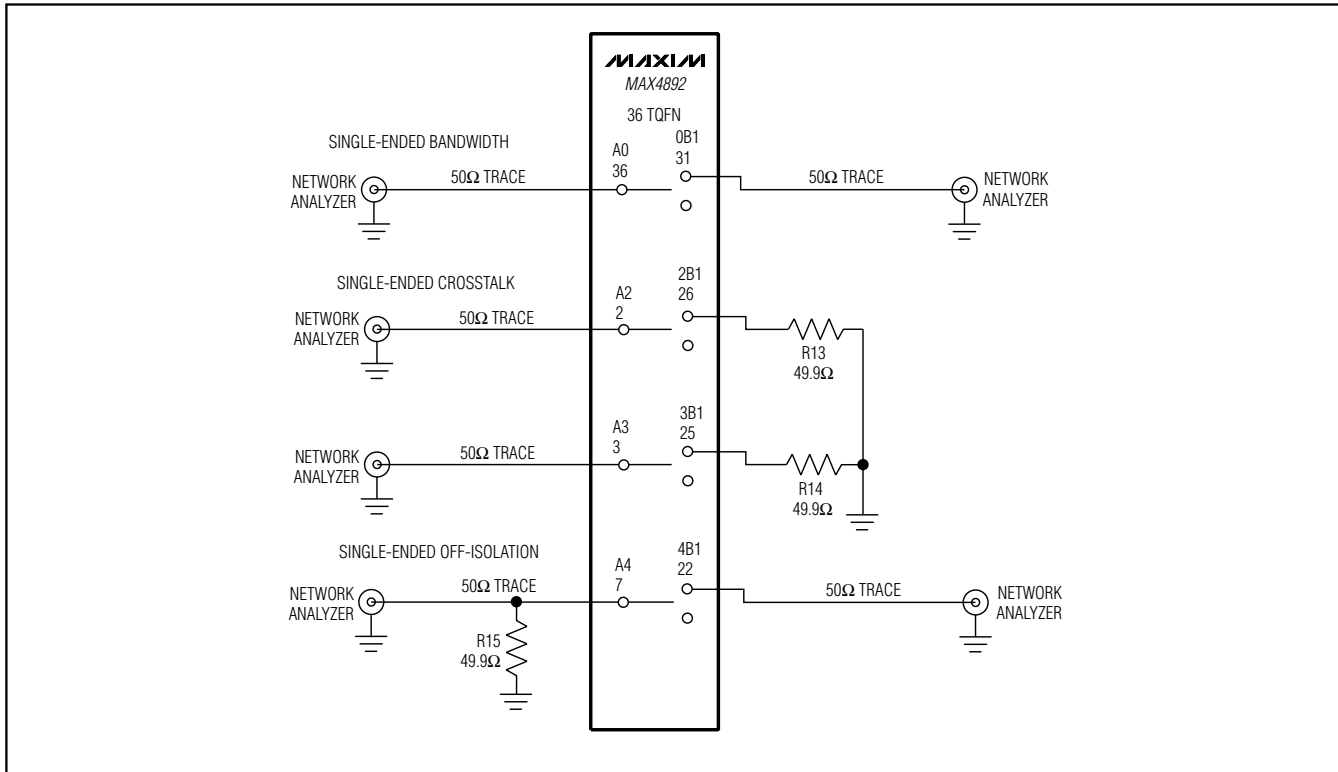 MAXIM
MAX4892
36 TQFN
SINGLE-ENDED BANDWIDTH
NETWORK
ANALYZER
50Ω TRACE
A0
36
0B1
31
50Ω TRACE
NETWORK
ANALYZER
SINGLE-ENDED CROSSTALK
NETWORK
ANALYZER
50Ω TRACE
A2
2
2B1
26
R13
49.9Ω
NETWORK
ANALYZER
50Ω TRACE
A3
3
3B1
25
R14
49.9Ω
SINGLE-ENDED OFF-ISOLATION
NETWORK
ANALYZER
50Ω TRACE
R15
49.9Ω
A4
7
4B1
22
50Ω TRACE
NETWORK
ANALYZER